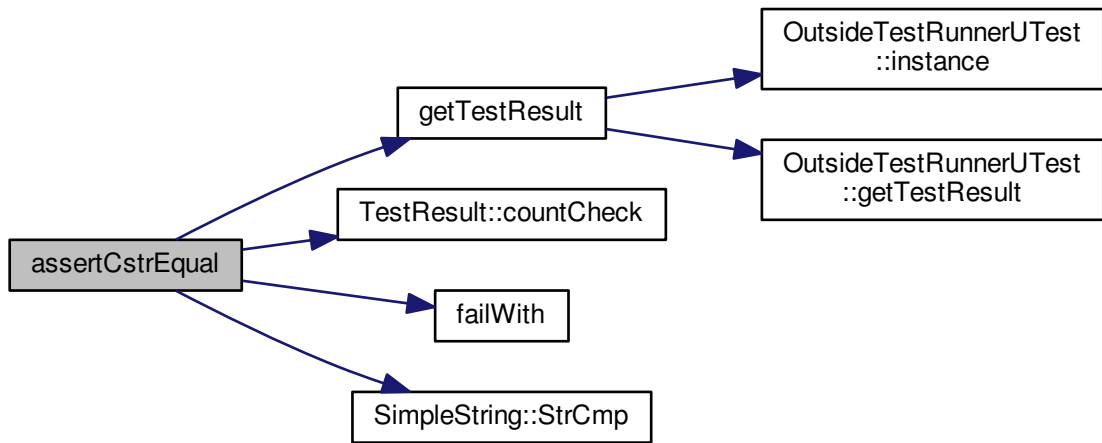 OutsideTestRunnerUTest
::instance
getTestResult
OutsideTestRunnerUTest
::getTestResult
TestResult::countCheck
assertCstrEqual
failWith
SimpleString::StrCmp